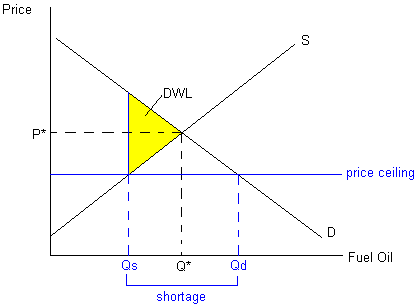 Price
S
DWL
P*
price ceiling
D
Fuel Oil
Qs
Q*
Qd
shortage